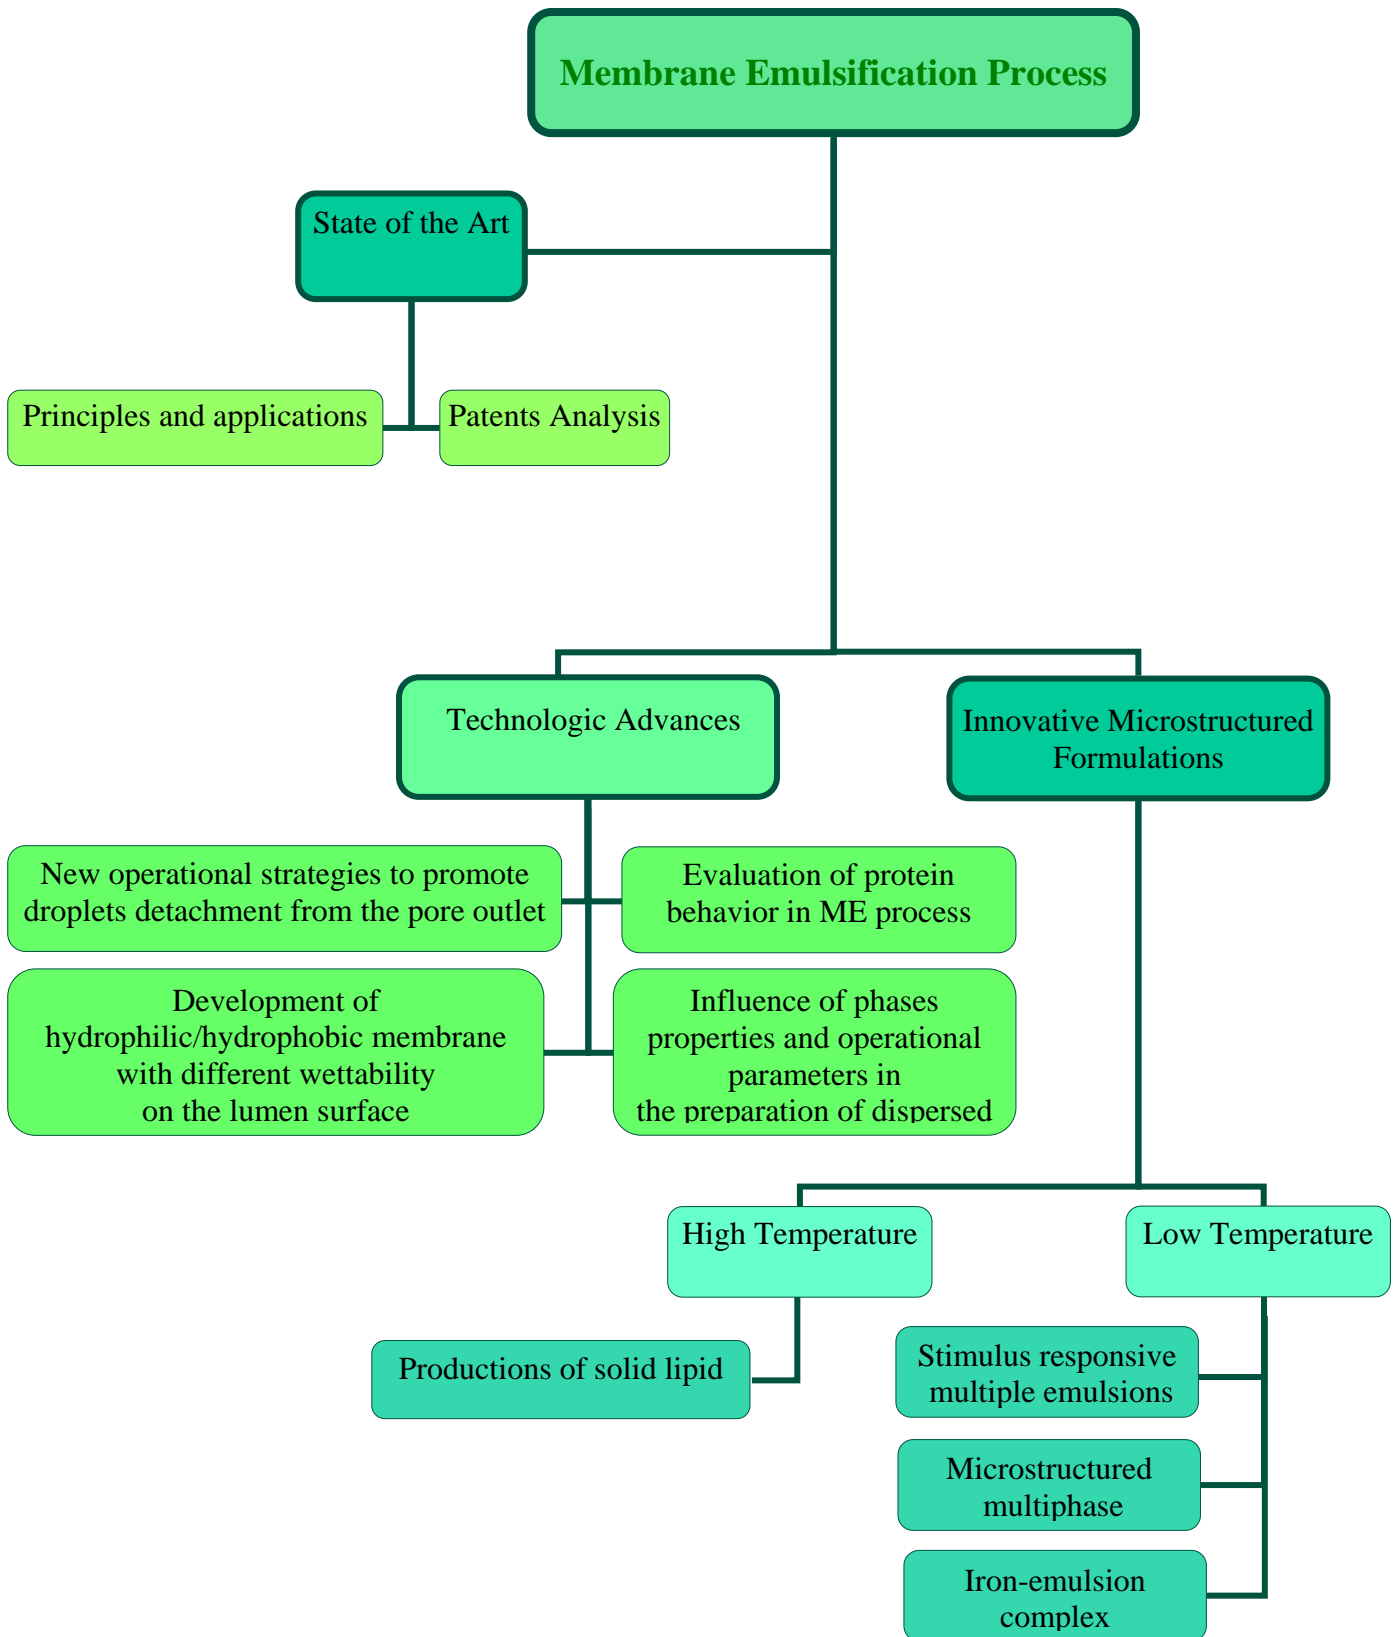 Membrane Emulsification Process
State of the Art
Principles and applications
Patents Analysis
Technologic Advances
Innovative Microstructured
Formulations
New operational strategies to promote
droplets detachment from the pore outlet
Evaluation of protein
behavior in ME process
Development of
hydrophilic/hydrophobic membrane
with different wettability
on the lumen surface
Influence of phases
properties and operational
parameters in
the preparation of dispersed
High Temperature
Low Temperature
Productions of solid lipid
Stimulus responsive
multiple emulsions
Microstructured
multiphase
Iron-emulsion
complex